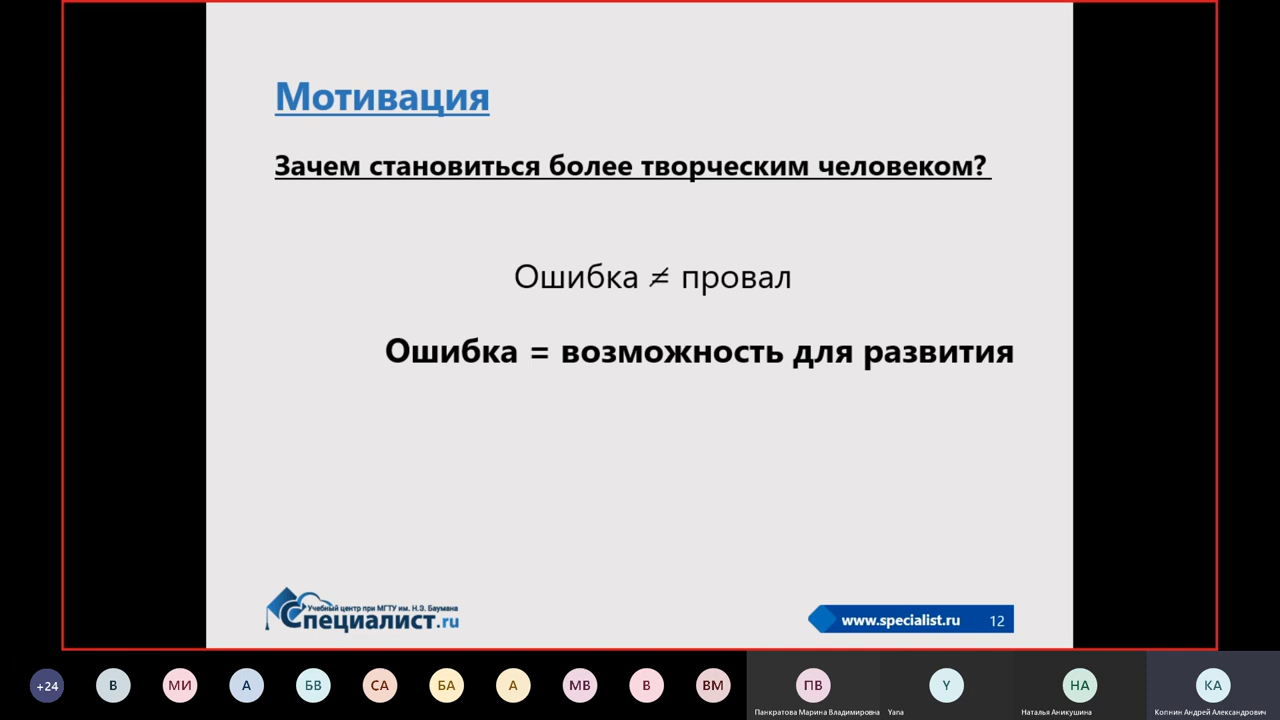 Мотивация
Зачем становиться более творческим человеком?
Ошибка ≠ провал
Ошибка = возможность для развития
Учебный центр при МГТУ им. Н.Э. Баумана
Специалист.ru
www.specialist.ru 12
+24 В МИ А БВ СА БА А МВ В ВМ ПВ Y НА КА
Панкратова Марина Владимировна Yana Наталья Аникушина Копнин Андрей Александрович